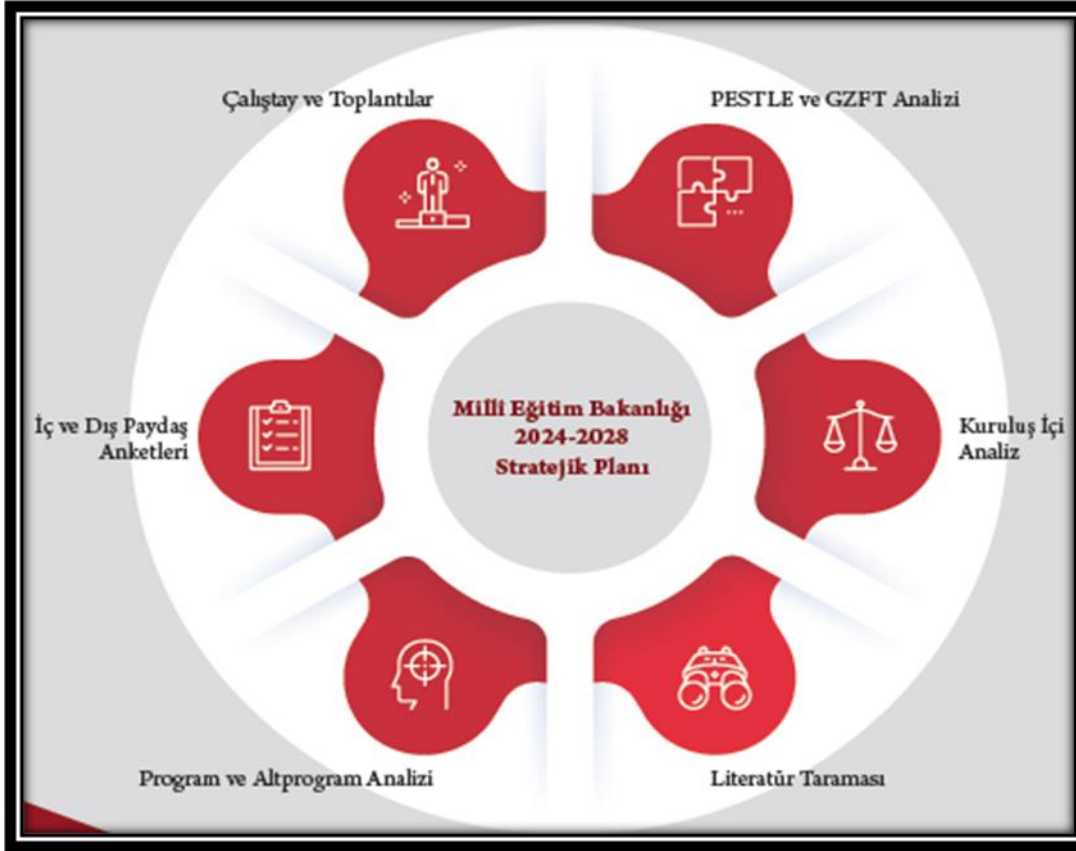 Çalıştay ve Toplantılar
PESTLE ve GZFT Analizi
Millî Eğitim Bakanlığı
2024-2028
Stratejik Planı
İç ve Dış Paydaş
Anketleri
Kuruluş İçi
Analiz
Program ve Altprogram Analizi
Literatür Taraması